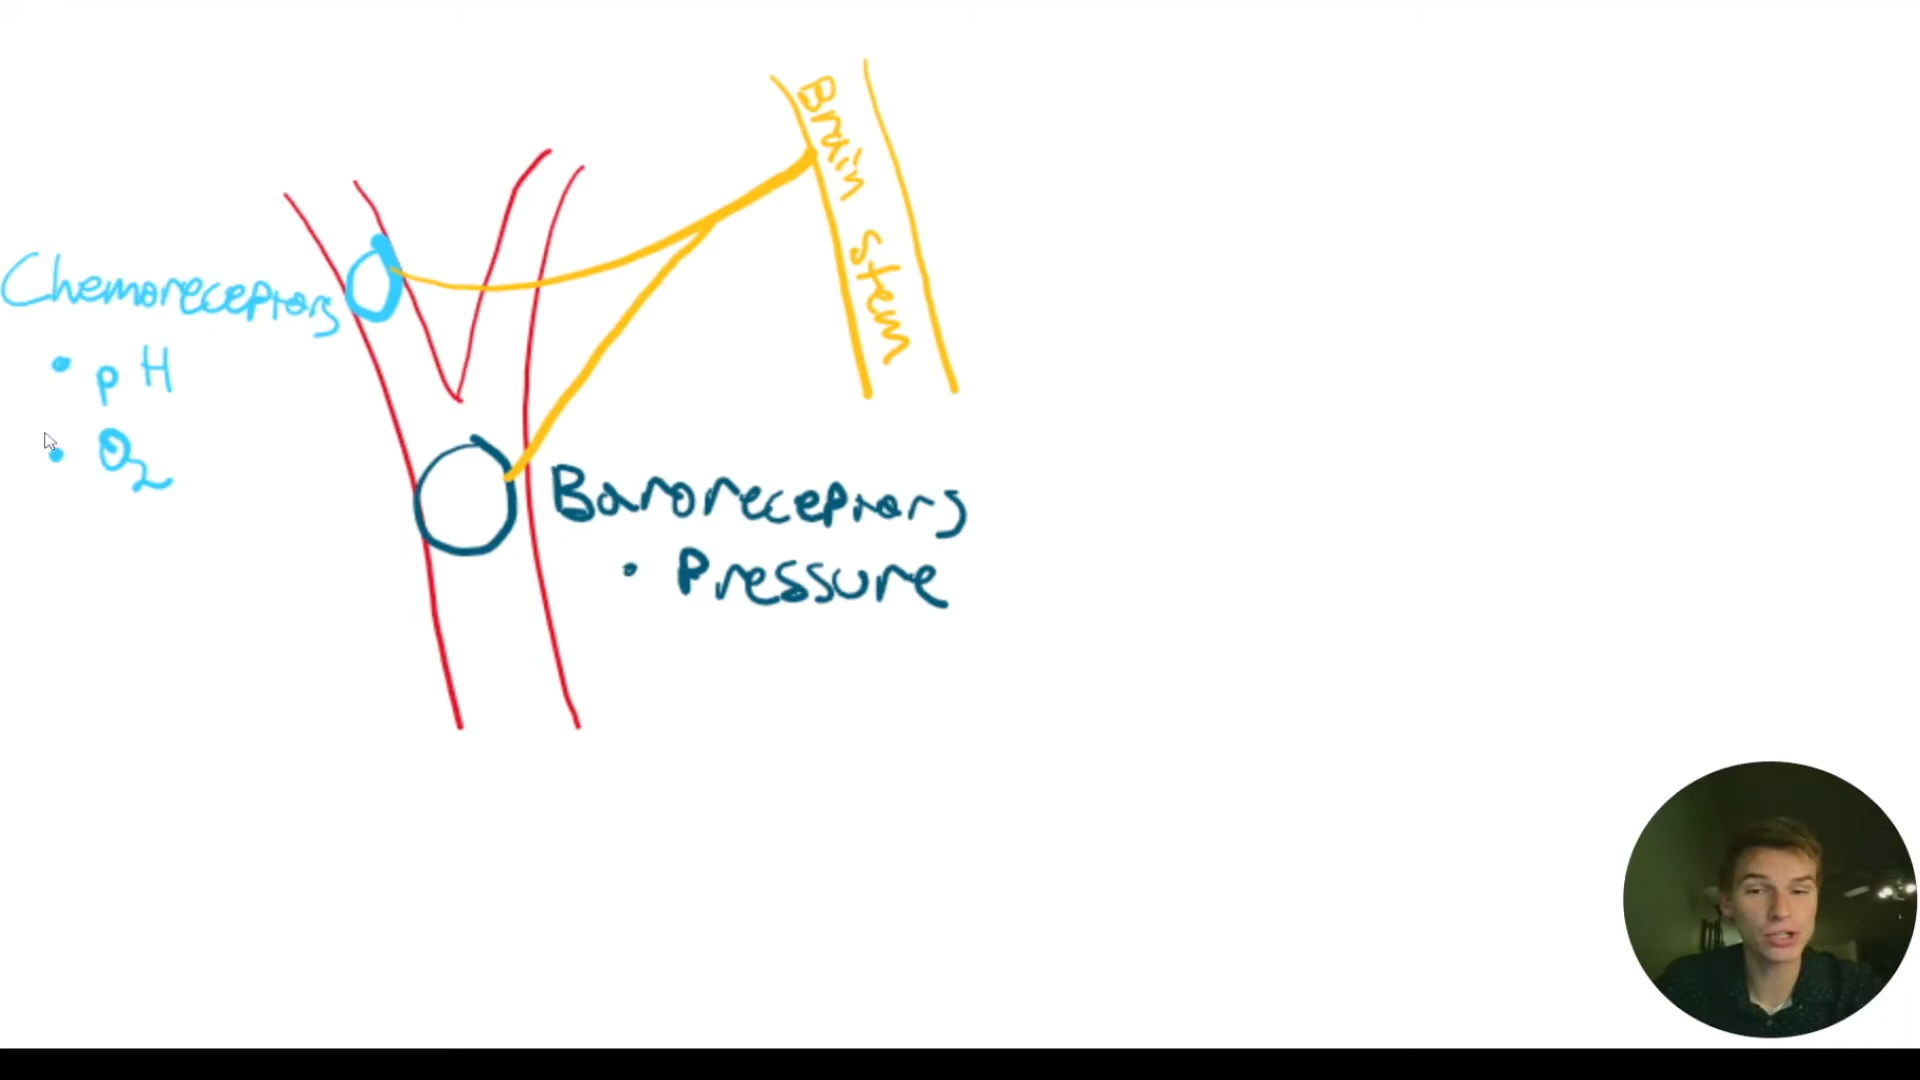 Brain stem
Chemoreceptors
• pH
• O2
Baroreceptors
• Pressure